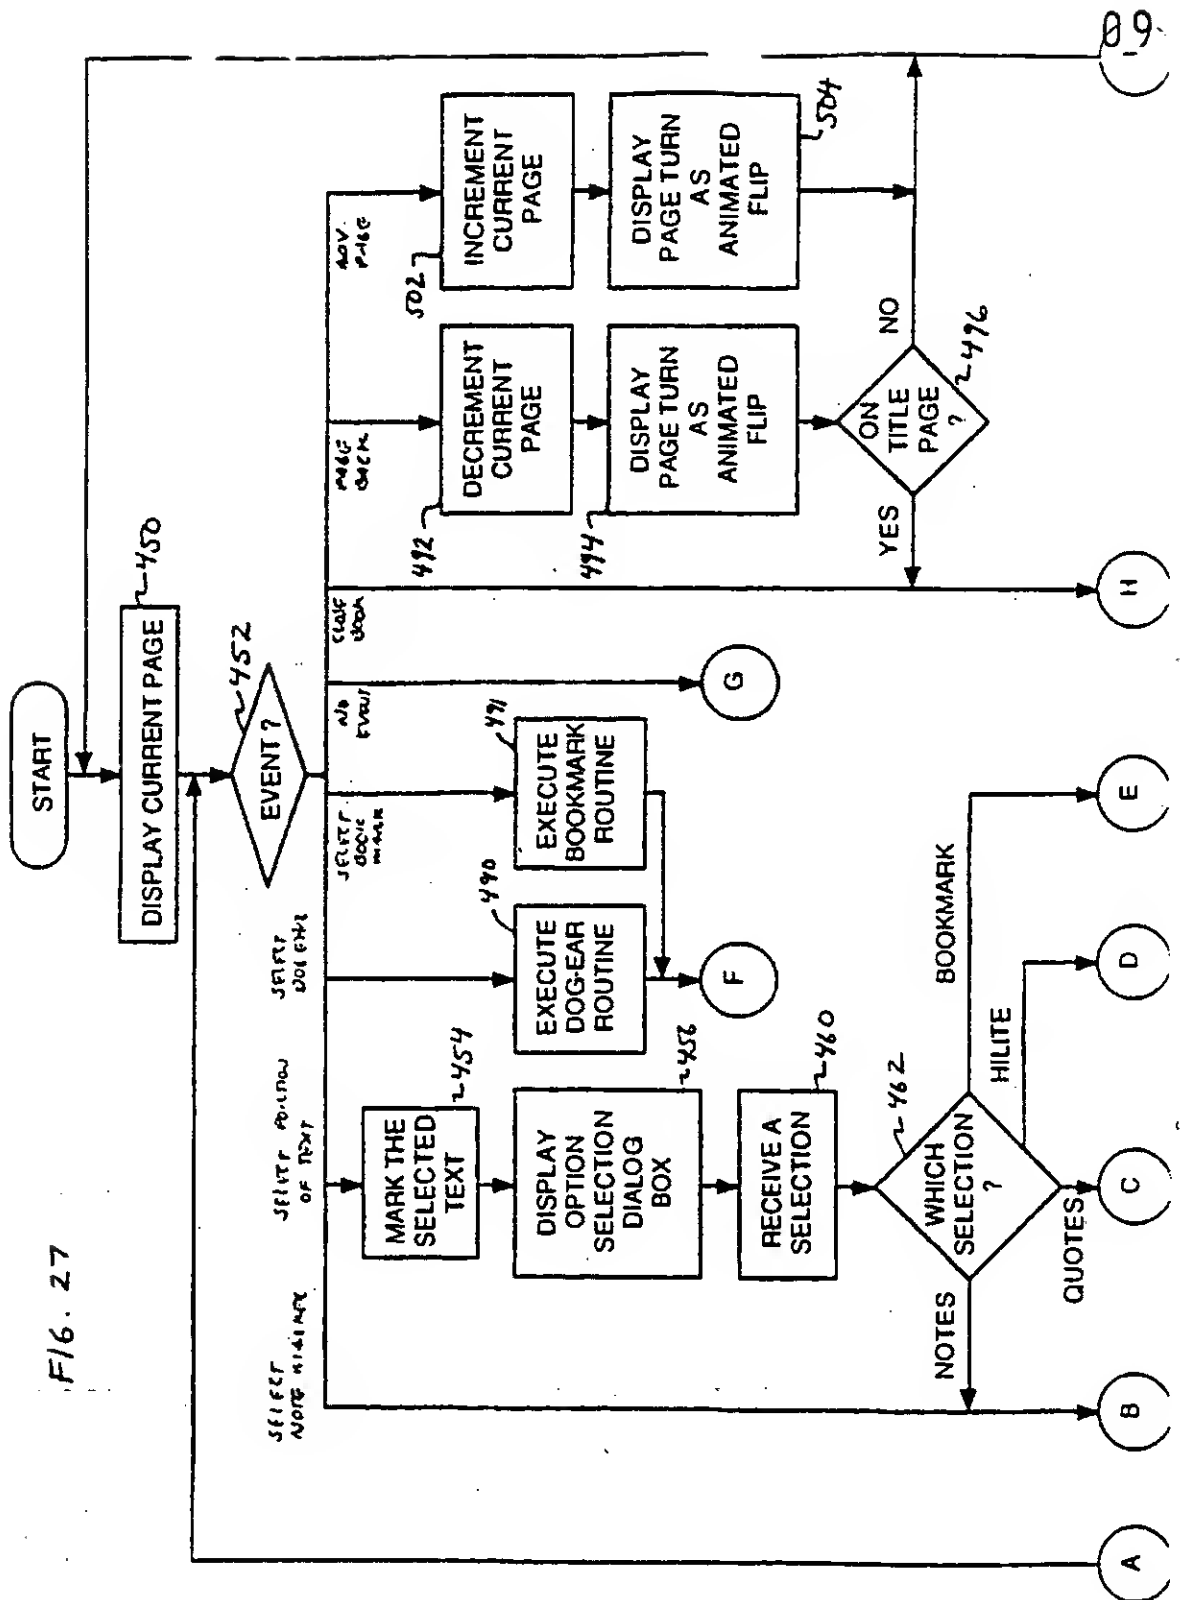 09
FIG. 27
START
DISPLAY CURRENT PAGE
450
EVENT?
452
SELECT
NOTE
SELECT PORTION
OF TEXT
SELECT
DOG EAR
SELECT
BOOK
MARK
NO
EVENT
CLOSE
BOOK
PAGE
BACK
ADV.
PAGE
MARK THE
SELECTED
TEXT
454
DISPLAY
OPTION
SELECTION
DIALOG
BOX
456
RECEIVE A
SELECTION
460
WHICH
SELECTION
?
462
NOTES
QUOTES
HILITE
BOOKMARK
EXECUTE
DOG-EAR
ROUTINE
490
EXECUTE
BOOKMARK
ROUTINE
491
DECREMENT
CURRENT
PAGE
492
DISPLAY
PAGE TURN
AS
ANIMATED
FLIP
494
ON
TITLE
PAGE
?
496
YES
NO
INCREMENT
CURRENT
PAGE
502
DISPLAY
PAGE TURN
AS
ANIMATED
FLIP
504
F
G
A
B
C
D
E
H
I